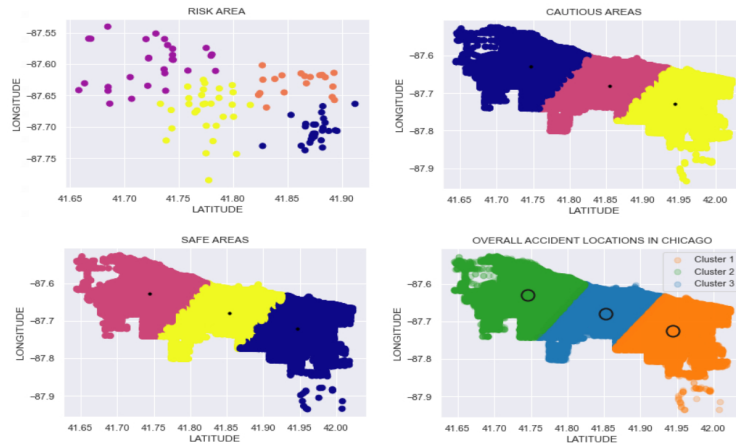 RISK AREA
−87.55
−87.60
−87.65
−87.70
−87.75
LONGITUDE
41.65 41.70 41.75 41.80 41.85 41.90
LATITUDE
CAUTIOUS AREAS
−87.6
−87.7
−87.8
−87.9
LONGITUDE
41.65 41.70 41.75 41.80 41.85 41.90 41.95 42.00
LATITUDE
SAFE AREAS
−87.6
−87.7
−87.8
−87.9
LONGITUDE
41.65 41.70 41.75 41.80 41.85 41.90 41.95 42.00
LATITUDE
OVERALL ACCIDENT LOCATIONS IN CHICAGO
Cluster 1
Cluster 2
Cluster 3
−87.6
−87.7
−87.8
−87.9
LONGITUDE
41.65 41.70 41.75 41.80 41.85 41.90 41.95 42.00
LATITUDE